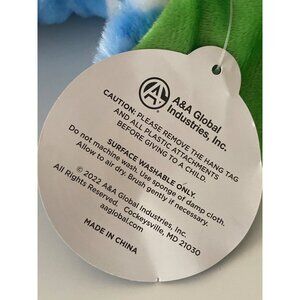 A&A Global
Industries, Inc.
CAUTION: PLEASE REMOVE THE HANG TAG
AND ALL PLASTIC ATTACHMENTS
BEFORE GIVING TO A CHILD.
SURFACE WASHABLE ONLY.
Do not machine wash. Use sponge of damp cloth.
Allow to air dry. Brush gently if necessary.
© 2022 A&A Global Industries, Inc.
All Rights Reserved. Cockeysville, MD 21030
aaglobal.com
MADE IN CHINA